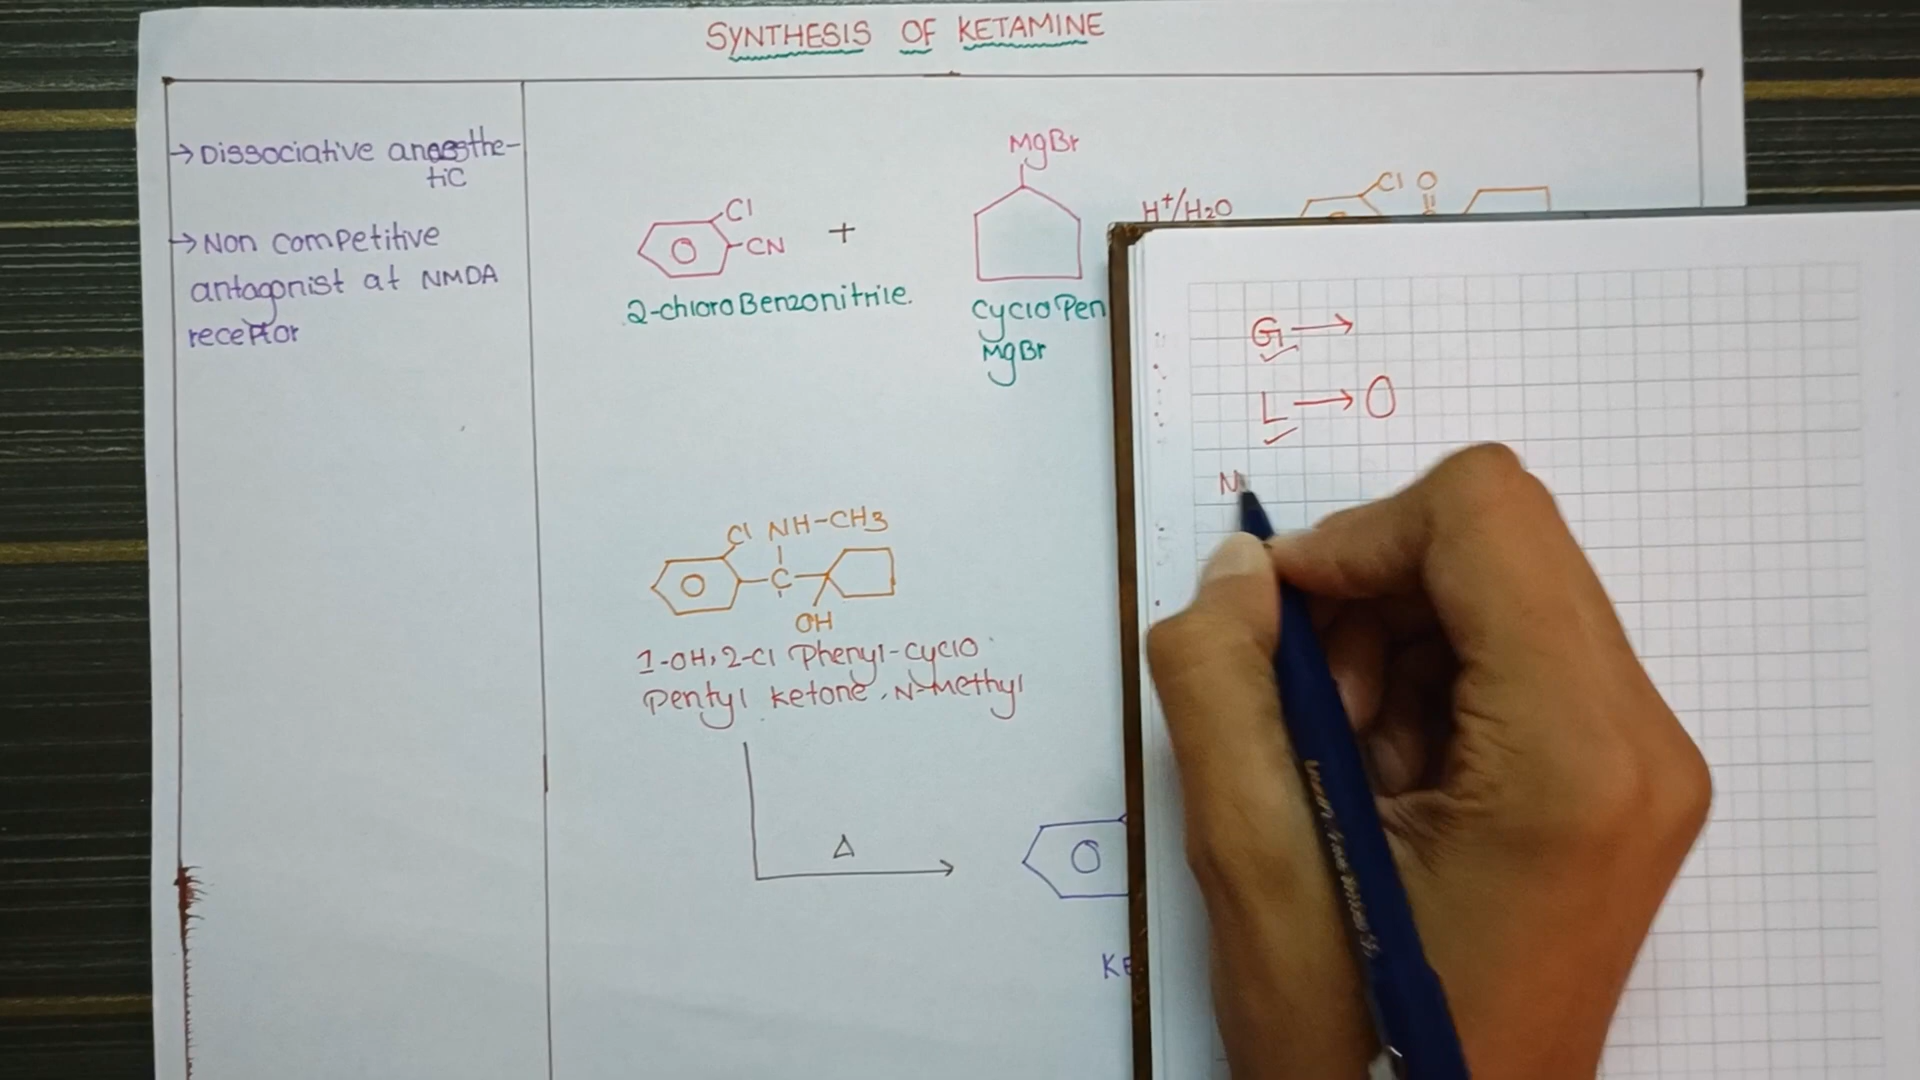 SYNTHESIS OF KETAMINE
→ Dissociative anaesthe-
tic
→ Non competitive
antagonist at NMDA
receptor
Cl
CN
+
2-chloro Benzonitrile.
MgBr
cyclo Pen
MgBr
H⁺/H₂O
Cl O
Cl NH-CH3
C
OH
1-OH, 2-Cl Phenyl-cyclo
Pentyl ketone, N-Methyl
Δ
KE
G →
L → O
N